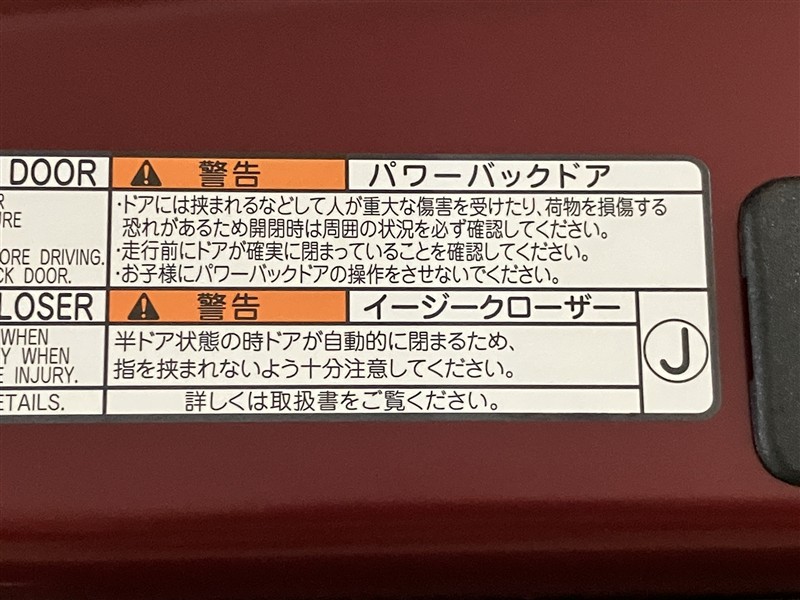 DOOR
警告 パワーバックドア
R
URE
ORE DRIVING.
CK DOOR.
・ドアには挟まれるなどして人が重大な傷害を受けたり、荷物を損傷する
恐れがあるため開閉時は周囲の状況を必ず確認してください。
・走行前にドアが確実に閉まっていることを確認してください。
・お子様にパワーバックドアの操作をさせないでください。
LOSER
警告 イージークローザー
WHEN
Y WHEN
E INJURY.
半ドア状態の時ドアが自動的に閉まるため、
指を挟まれないよう十分注意してください。
J
ETAILS.
詳しくは取扱書をご覧ください。